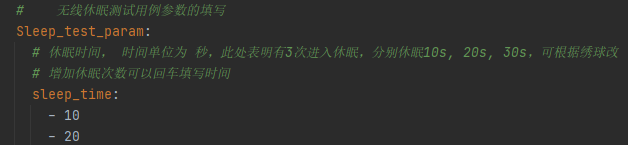 #    无线休眠测试用例参数的填写
Sleep_test_param:
  # 休眠时间， 时间单位为 秒，此处表明有3次进入休眠，分别休眠10s, 20s, 30s，可根据绣球改
  # 增加休眠次数可以回车填写时间
  sleep_time:
    - 10
    - 20